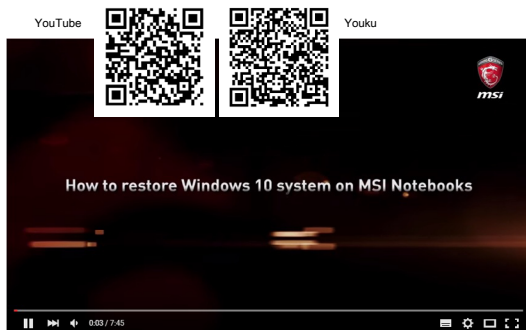 YouTube
Youku
msi
How to restore Windows 10 system on MSI Notebooks
0:03 / 7:45